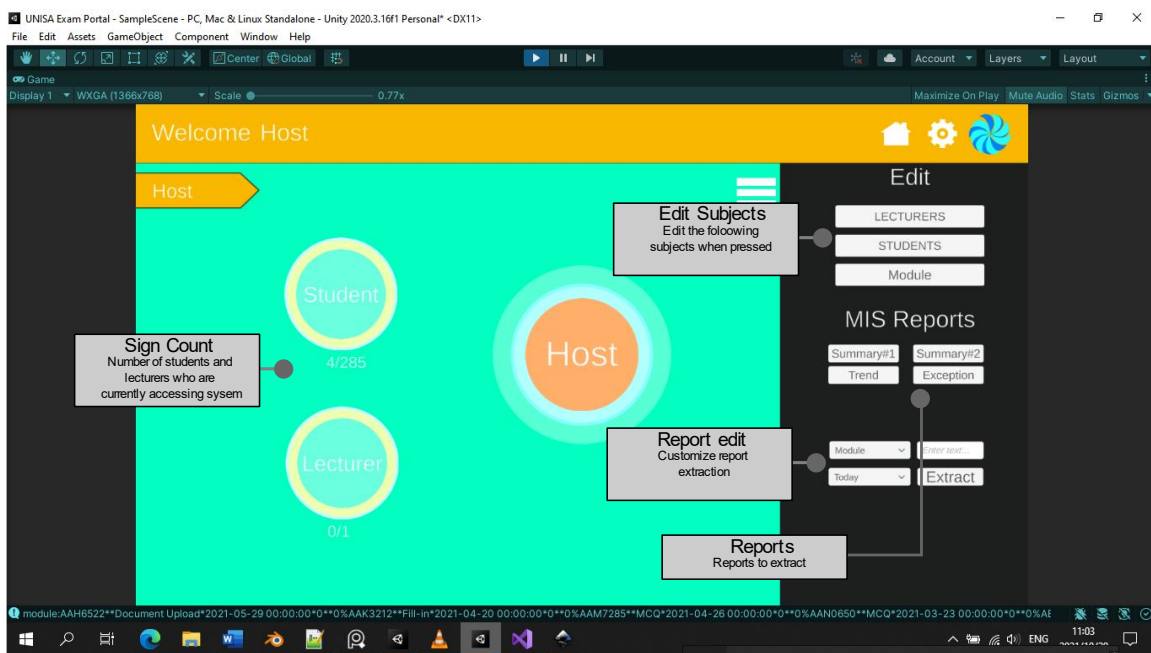 UNISA Exam Portal - SampleScene - PC, Mac & Linux Standalone - Unity 2020.3.16f1 Personal* <DX11>
File Edit Assets GameObject Component Window Help
Center Global Account Layers Layout
Game
Display 1 WXGA (1366x768) Scale 0.77x Maximize On Play Mute Audio Stats Gizmos
Welcome Host
Host
Edit
LECTURERS
STUDENTS
Module
Edit Subjects
Edit the foloowing
subjects when pressed
Student
4/285
Sign Count
Number of students and
lecturers who are
currently accessing sysem
Host
MIS Reports
Summary#1 Summary#2
Trend Exception
Report edit
Customize report
extraction
Module Enter text...
Today Extract
Lecturer
0/1
Reports
Reports to extract
module:AAH6522**Document Upload*2021-05-29 00:00:00*0**0%AAK3212**Fill-in*2021-04-20 00:00:00*0**0%AAM7285**MCQ*2021-04-26 00:00:00*0**0%AAN0650**MCQ*2021-03-23 00:00:00*0**0%AE
ENG 11:03